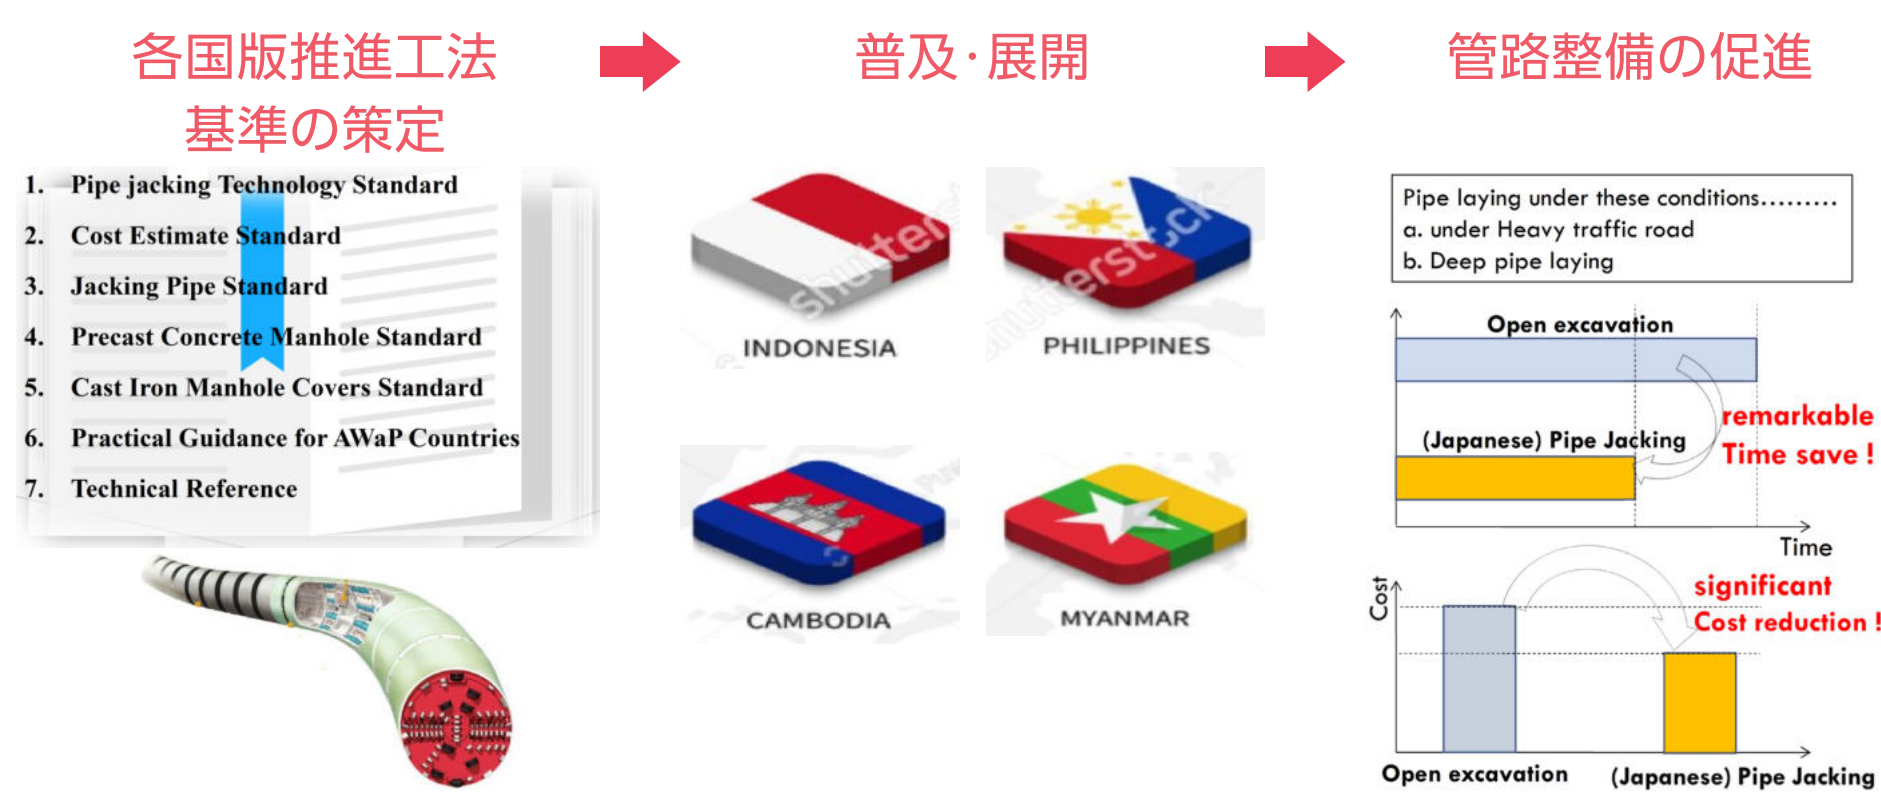 各国版推進工法
基準の策定
1. Pipe jacking Technology Standard
2. Cost Estimate Standard
3. Jacking Pipe Standard
4. Precast Concrete Manhole Standard
5. Cast Iron Manhole Covers Standard
6. Practical Guidance for AWaP Countries
7. Technical Reference
普及・展開
shutterst
INDONESIA
shutterstock
PHILIPPINES
CAMBODIA
MYANMAR
管路整備の促進
Pipe laying under these conditions.........
a. under Heavy traffic road
b. Deep pipe laying
Open excavation
(Japanese) Pipe Jacking
remarkable
Time save !
Time
Cost
significant
Cost reduction !
Open excavation
(Japanese) Pipe Jacking